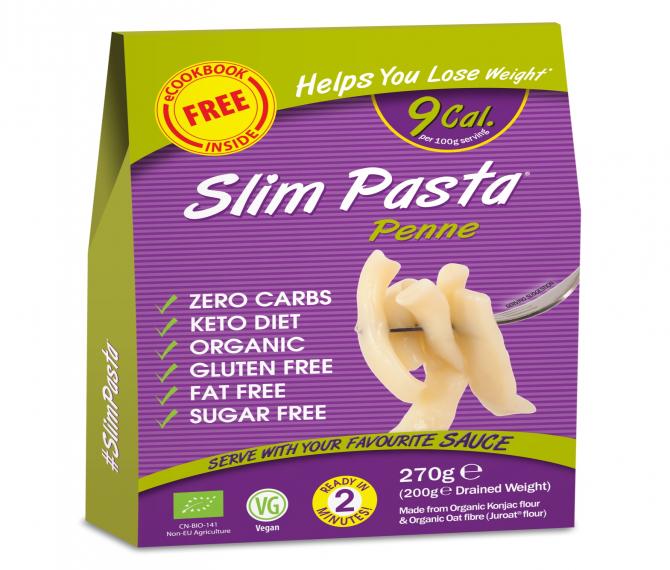 eCOOKBOOK
FREE
INSIDE
Helps You Lose Weight*
9 Cal.
per 100g serving
Slim Pasta®
Penne
SERVING SUGGESTION
ZERO CARBS
KETO DIET
ORGANIC
GLUTEN FREE
FAT FREE
SUGAR FREE
#SlimPasta
SERVE WITH YOUR FAVOURITE SAUCE
CN-BIO-141
Non-EU Agriculture
VG
Vegan
READY IN
2
MINUTES!
270g ℮
(200g ℮ Drained Weight)
Made from Organic Konjac flour
& Organic Oat fibre (Juroat® flour)